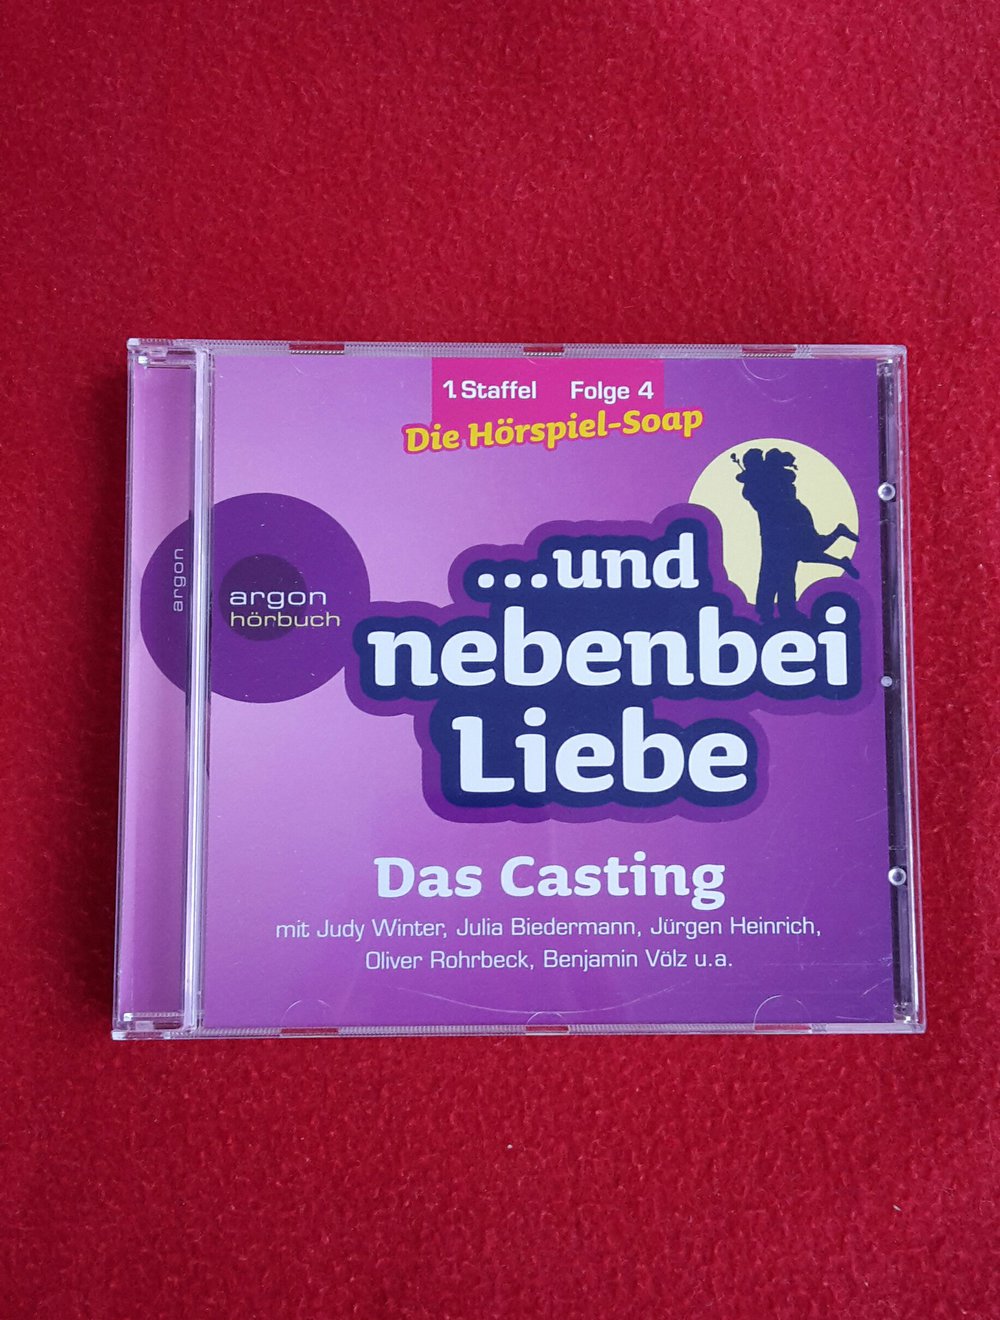 1. Staffel Folge 4
Die Hörspiel-Soap
argon
argon
hörbuch
...und
nebenbei
Liebe
Das Casting
mit Judy Winter, Julia Biedermann, Jürgen Heinrich,
Oliver Rohrbeck, Benjamin Völz u.a.